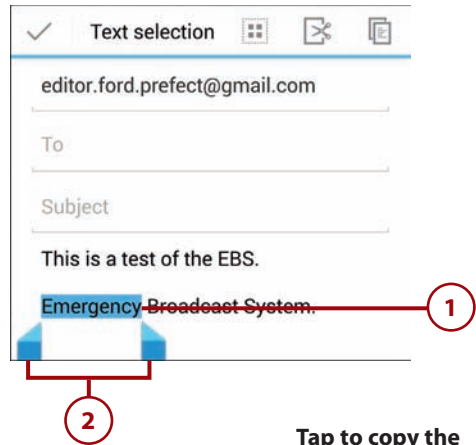 Text selection
editor.ford.prefect@gmail.com
To
Subject
This is a test of the EBS.
Emergency Broadcast System.
1
2
Tap to copy the